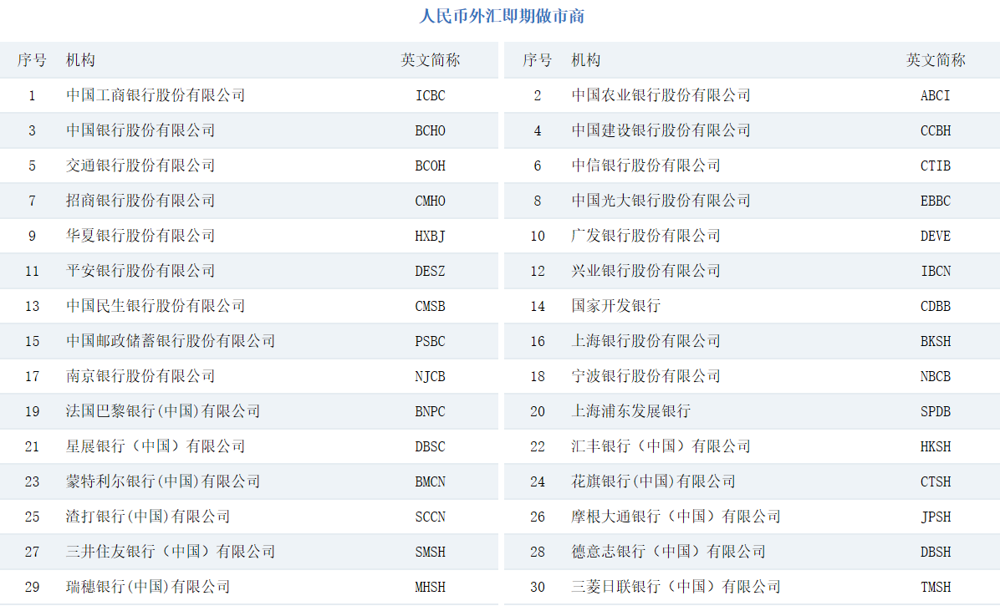 人民币外汇即期做市商
序号 机构 英文简称 序号 机构 英文简称
1 中国工商银行股份有限公司 ICBC 2 中国农业银行股份有限公司 ABCI
3 中国银行股份有限公司 BCHO 4 中国建设银行股份有限公司 CCBH
5 交通银行股份有限公司 BCOH 6 中信银行股份有限公司 CTIB
7 招商银行股份有限公司 CMHO 8 中国光大银行股份有限公司 EBBC
9 华夏银行股份有限公司 HXBJ 10 广发银行股份有限公司 DEVE
11 平安银行股份有限公司 DESZ 12 兴业银行股份有限公司 IBCN
13 中国民生银行股份有限公司 CMSB 14 国家开发银行 CDBB
15 中国邮政储蓄银行股份有限公司 PSBC 16 上海银行股份有限公司 BKSH
17 南京银行股份有限公司 NJCB 18 宁波银行股份有限公司 NBCB
19 法国巴黎银行(中国)有限公司 BNPC 20 上海浦东发展银行 SPDB
21 星展银行（中国）有限公司 DBSC 22 汇丰银行（中国）有限公司 HKSH
23 蒙特利尔银行(中国)有限公司 BMCN 24 花旗银行(中国)有限公司 CTSH
25 渣打银行(中国)有限公司 SCCN 26 摩根大通银行（中国）有限公司 JPSH
27 三井住友银行（中国）有限公司 SMSH 28 德意志银行（中国）有限公司 DBSH
29 瑞穗银行(中国)有限公司 MHSH 30 三菱日联银行（中国）有限公司 TMSH